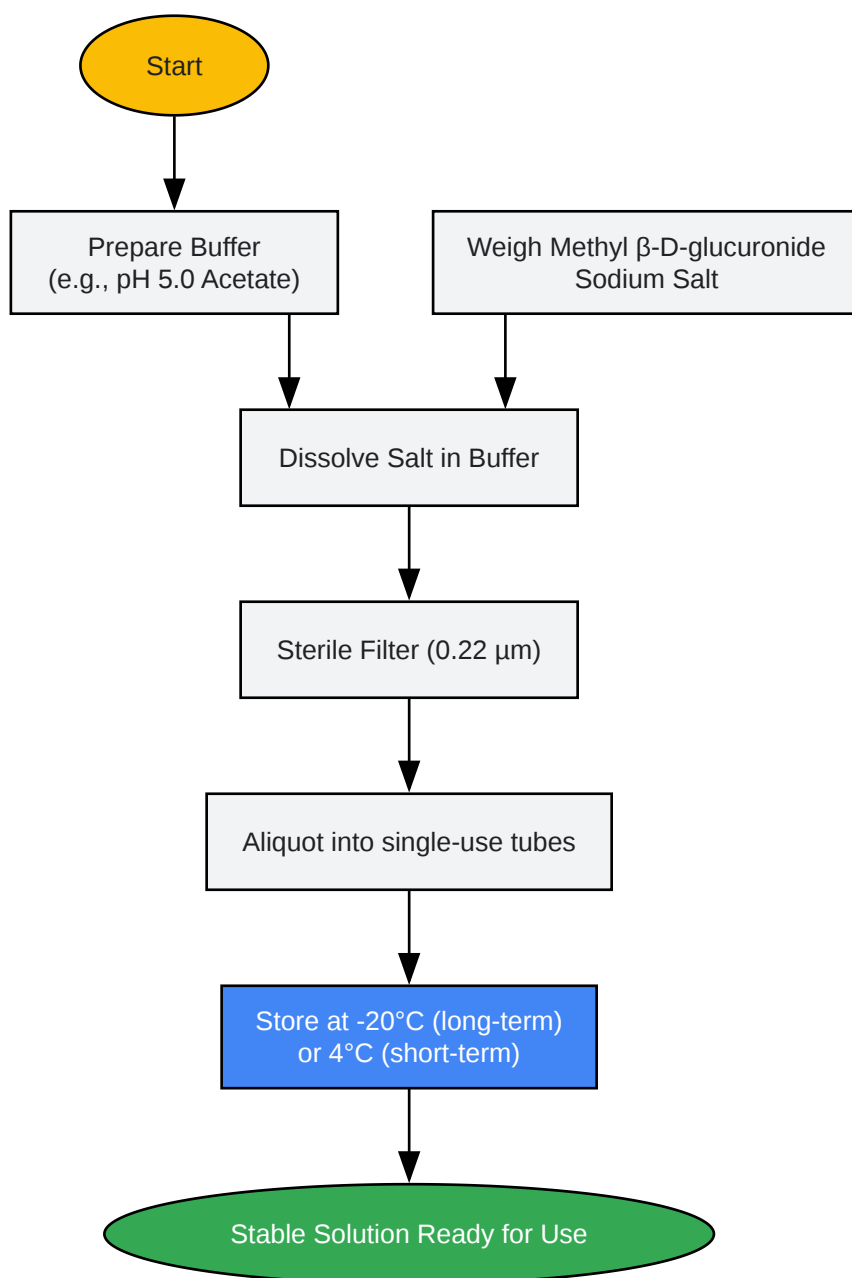 Start
Prepare Buffer
(e.g., pH 5.0 Acetate)
Weigh Methyl β-D-glucuronide
Sodium Salt
Dissolve Salt in Buffer
Sterile Filter (0.22 µm)
Aliquot into single-use tubes
Store at -20°C (long-term)
or 4°C (short-term)
Stable Solution Ready for Use